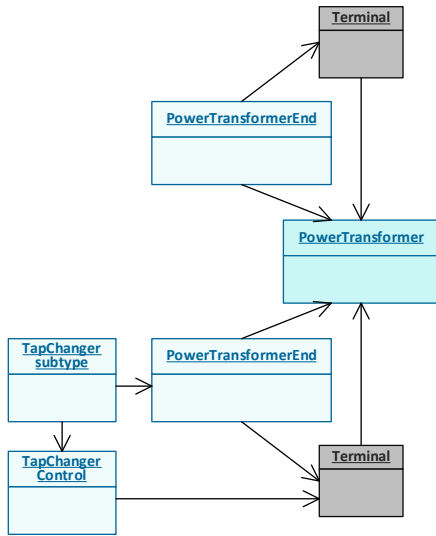 Terminal
PowerTransformerEnd
PowerTransformer
TapChanger
subtype
PowerTransformerEnd
TapChanger
Control
Terminal